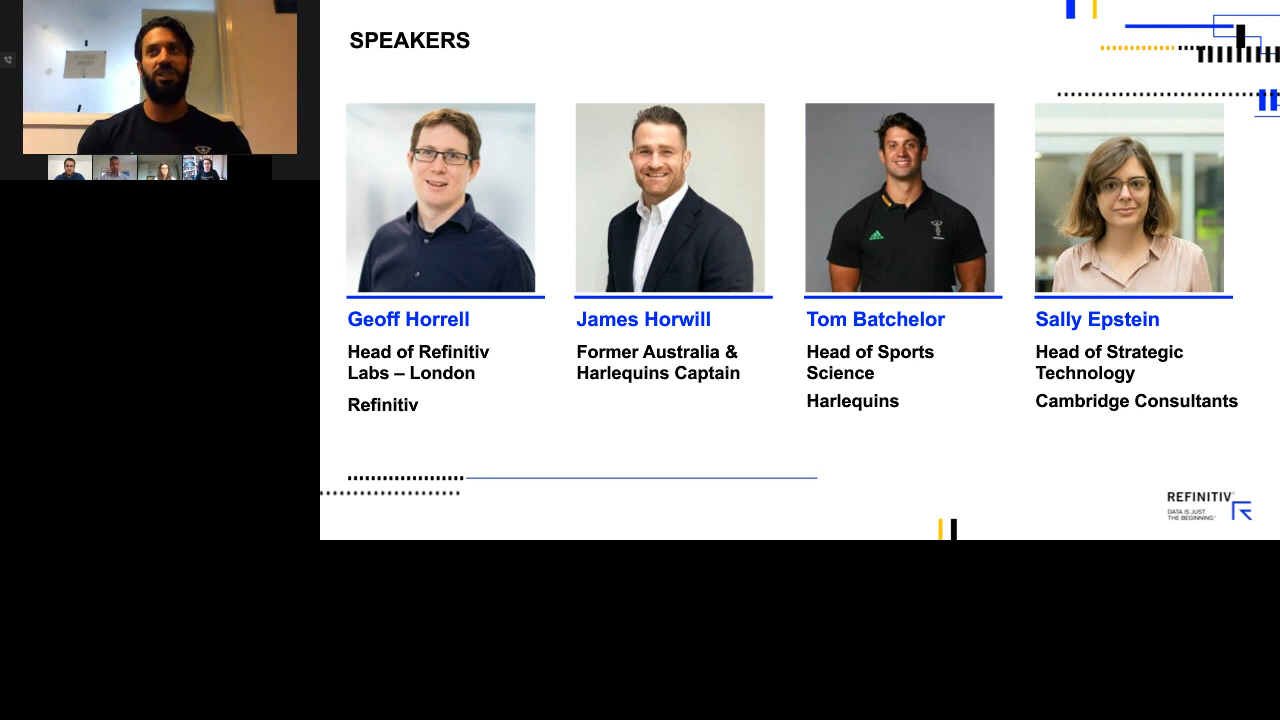 SPEAKERS
Geoff Horrell
Head of Refinitiv
Labs – London
Refinitiv
James Horwill
Former Australia &
Harlequins Captain
Tom Batchelor
Head of Sports
Science
Harlequins
Sally Epstein
Head of Strategic
Technology
Cambridge Consultants
REFINITIV
DATA IS JUST
THE BEGINNING